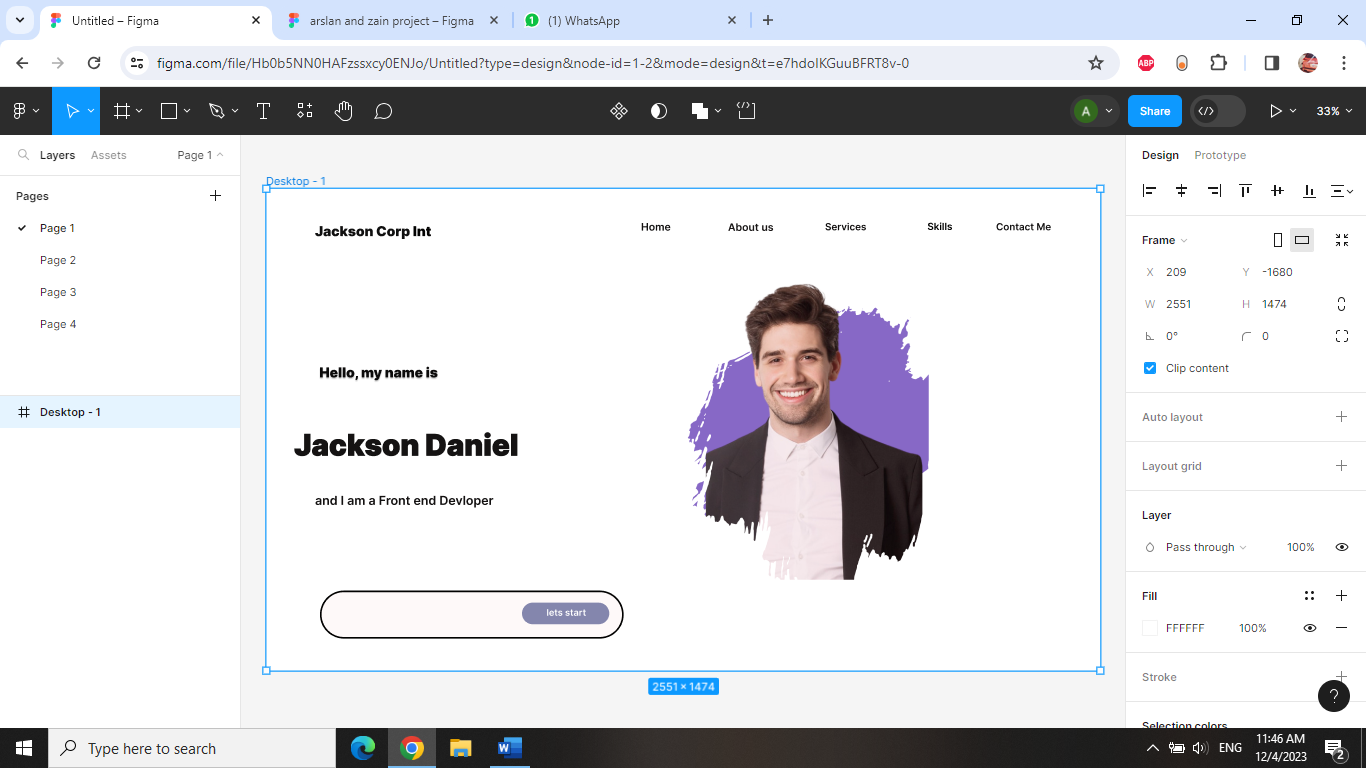 Untitled – Figma
arslan and zain project – Figma
(1) WhatsApp
figma.com/file/Hb0b5NN0HAFzssxcy0ENJo/Untitled?type=design&node-id=1-2&mode=design&t=e7hdolKGuuBFRT8v-0
ABP
A
Share
33%
Layers
Assets
Page 1
Design
Prototype
Pages
Page 1
Page 2
Page 3
Page 4
Desktop - 1
Desktop - 1
Jackson Corp Int
Home
About us
Services
Skills
Contact Me
Hello, my name is
Jackson Daniel
and I am a Front end Devloper
lets start
2551 × 1474
Frame
X 209
Y -1680
W 2551
H 1474
0°
0
Clip content
Auto layout
Layout grid
Layer
Pass through
100%
Fill
FFFFFF
100%
Stroke
?
Selection colors
Type here to search
W
ENG
11:46 AM
12/4/2023
2